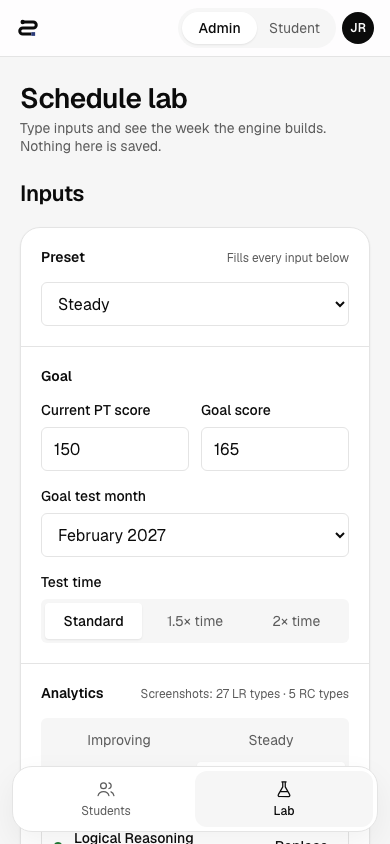 Admin
Student
JR
Schedule lab
Type inputs and see the week the engine builds.
Nothing here is saved.
Inputs
Preset
Fills every input below
Steady
Goal
Current PT score
Goal score
150
165
Goal test month
February 2027
Test time
Standard
1.5× time
2× time
Analytics
Screenshots: 27 LR types · 5 RC types
Improving
Steady
Students
Lab
Logical Reasoning
Replace